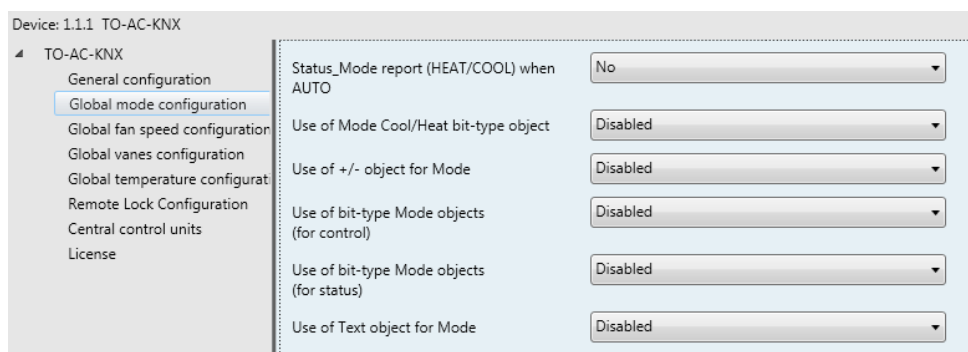 Device: 1.1.1 TO-AC-KNX
TO-AC-KNX
General configuration
Global mode configuration
Global fan speed configuration
Global vanes configuration
Global temperature configurati
Remote Lock Configuration
Central control units
License
Status_Mode report (HEAT/COOL) when
AUTO
No
Use of Mode Cool/Heat bit-type object
Disabled
Use of +/- object for Mode
Disabled
Use of bit-type Mode objects
(for control)
Disabled
Use of bit-type Mode objects
(for status)
Disabled
Use of Text object for Mode
Disabled